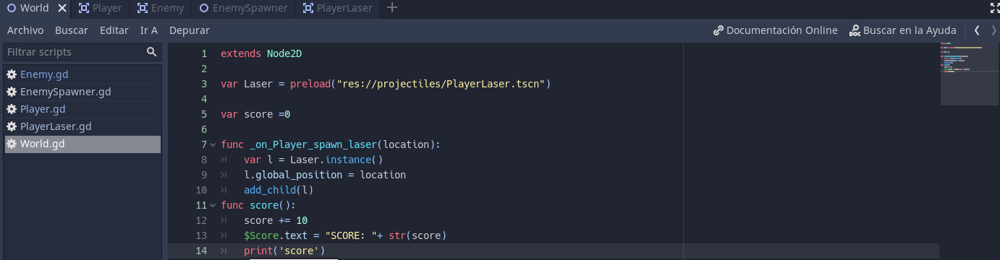 World Player Enemy EnemySpawner PlayerLaser
Archivo Buscar Editar Ir A Depurar Documentación Online Buscar en la Ayuda
Filtrar scripts
Enemy.gd
EnemySpawner.gd
Player.gd
PlayerLaser.gd
World.gd
1 extends Node2D
2
3 var Laser = preload("res://projectiles/PlayerLaser.tscn")
4
5 var score =0
6
7 func _on_Player_spawn_laser(location):
8 var l = Laser.instance()
9 l.global_position = location
10 add_child(l)
11 func score():
12 score += 10
13 $Score.text = "SCORE: "+ str(score)
14 print('score')